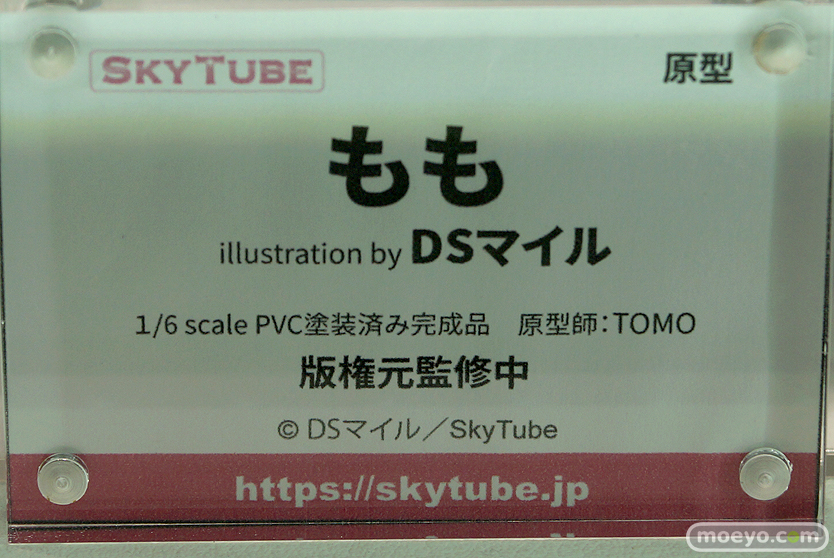 SKYTUBE
原型
もも
illustration by DSマイル
1/6 scale PVC塗装済み完成品　原型師：TOMO
版権元監修中
© DSマイル／SkyTube
https://skytube.jp
moeyo.com